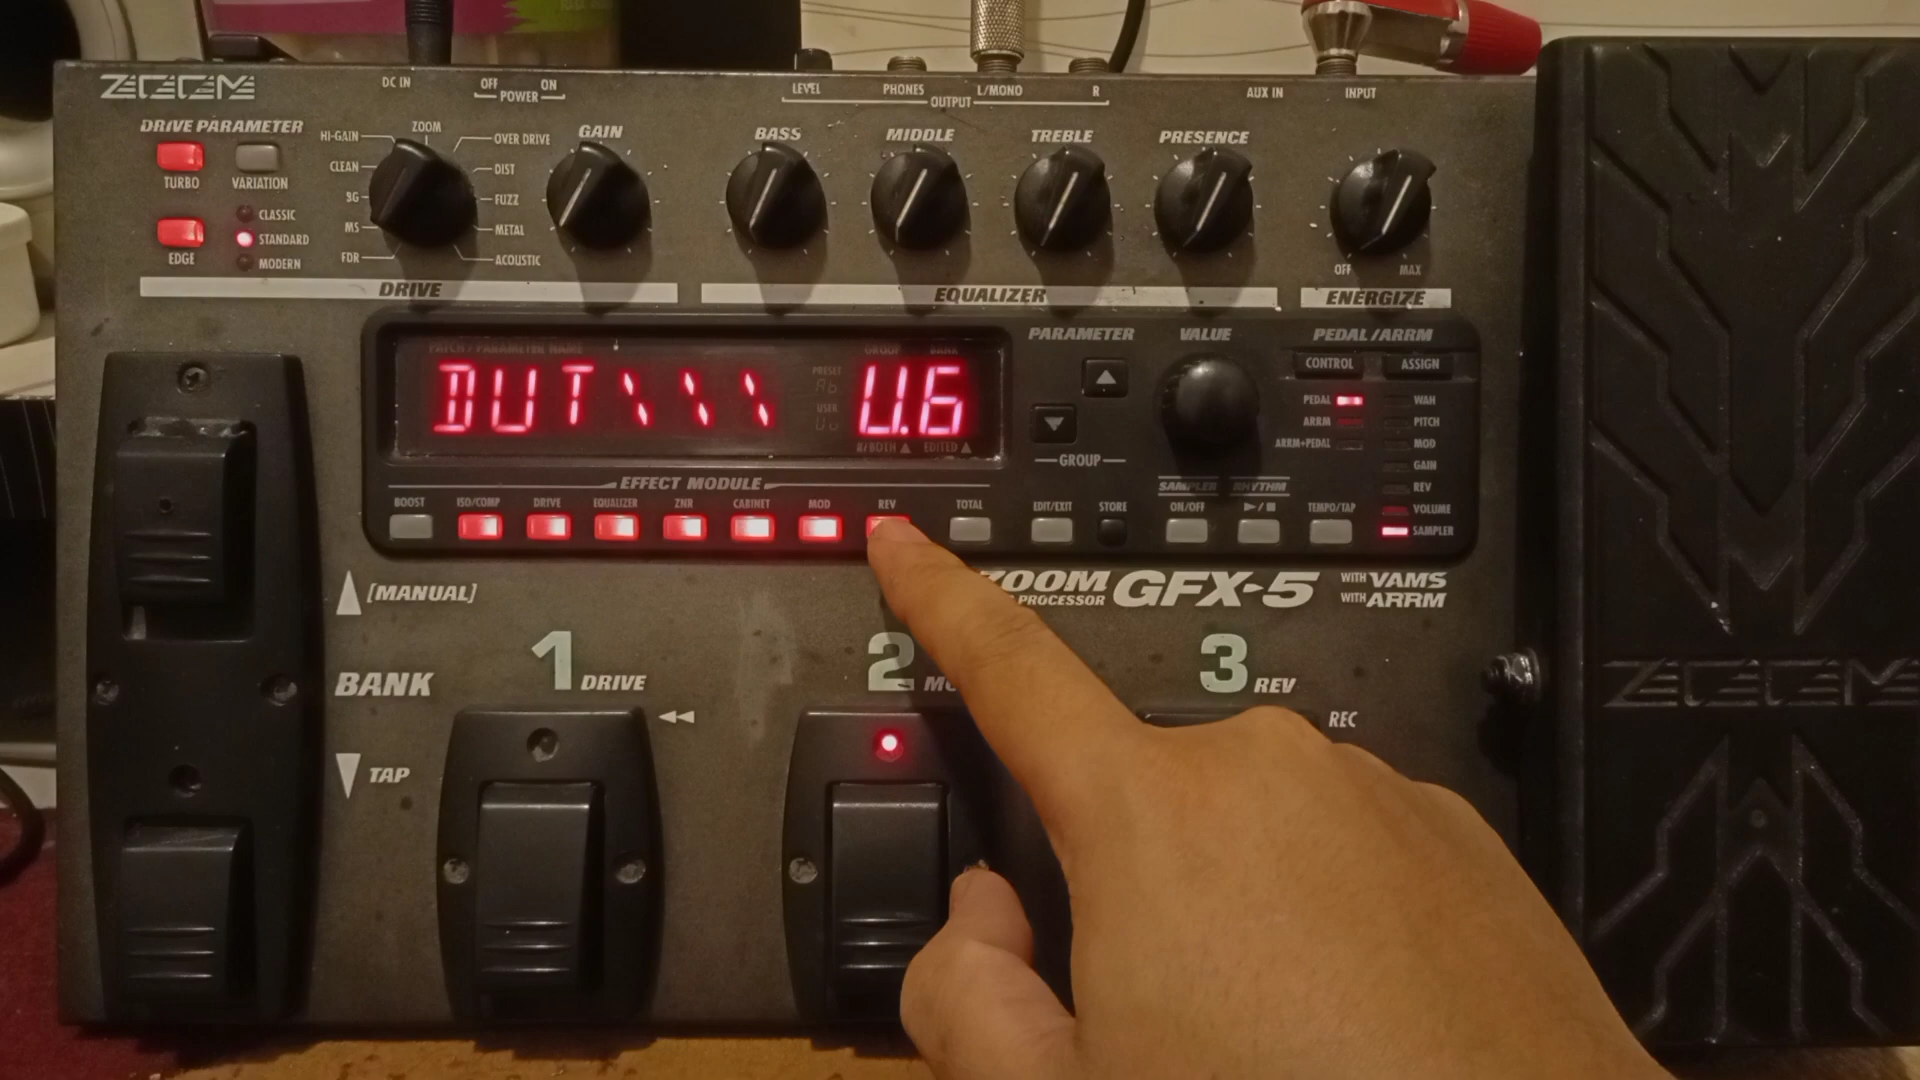 ZOOM
DC IN
OFF ON
POWER
LEVEL PHONES L/MONO R
OUTPUT
AUX IN INPUT
DRIVE PARAMETER
TURBO VARIATION
EDGE
CLASSIC
STANDARD
MODERN
HI-GAIN ZOOM OVER DRIVE
CLEAN DIST
BG FUZZ
MS METAL
FDR ACOUSTIC
GAIN BASS MIDDLE TREBLE PRESENCE
OFF MAX
DRIVE EQUALIZER ENERGIZE
PATCH / PARAMETER NAME GROUP BANK
PRESET
USER
DUT\\\ U.6
B/BOTH ▲ EDITED ▲
PARAMETER VALUE PEDAL/ARRM
▲
▼
GROUP
CONTROL ASSIGN
PEDAL WAH
ARRM PITCH
ARRM+PEDAL MOD
GAIN
REV
VOLUME
SAMPLER
EFFECT MODULE
SAMPLER RHYTHM
BOOST ISO/COMP DRIVE EQUALIZER ZNR CABINET MOD REV TOTAL EDIT/EXIT STORE ON/OFF ▶/■ TEMPO/TAP
ZOOM GFX-5 WITH VAMS
PROCESSOR WITH ARRM
▲ [MANUAL]
BANK
▼ TAP
1 DRIVE
◀◀
2
3 REV
REC
ZOOM